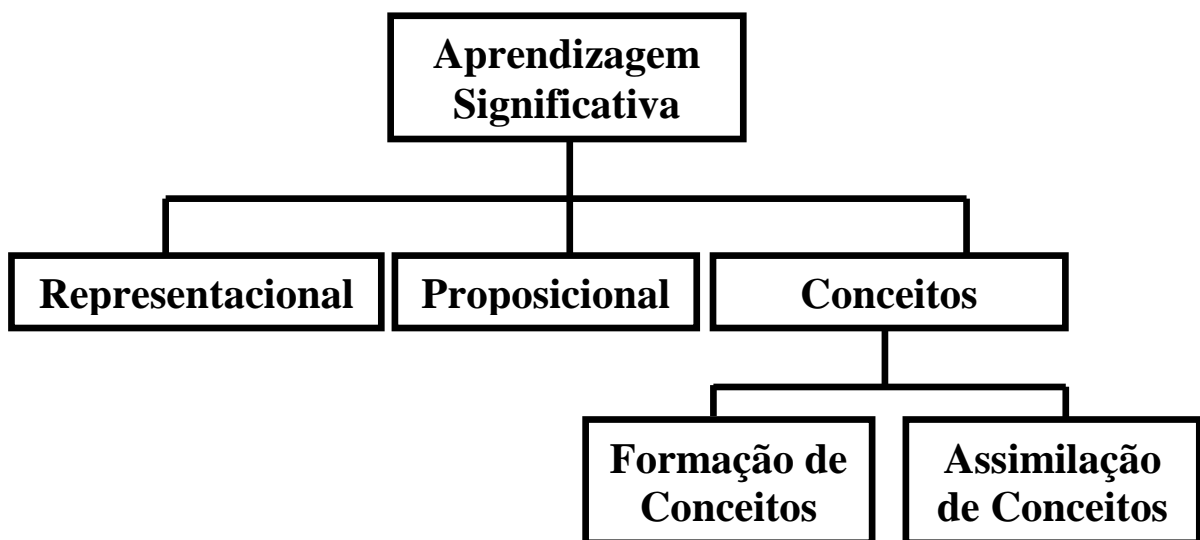 Aprendizagem
Significativa
Representacional
Proposicional
Conceitos
Formação de
Conceitos
Assimilação
de Conceitos